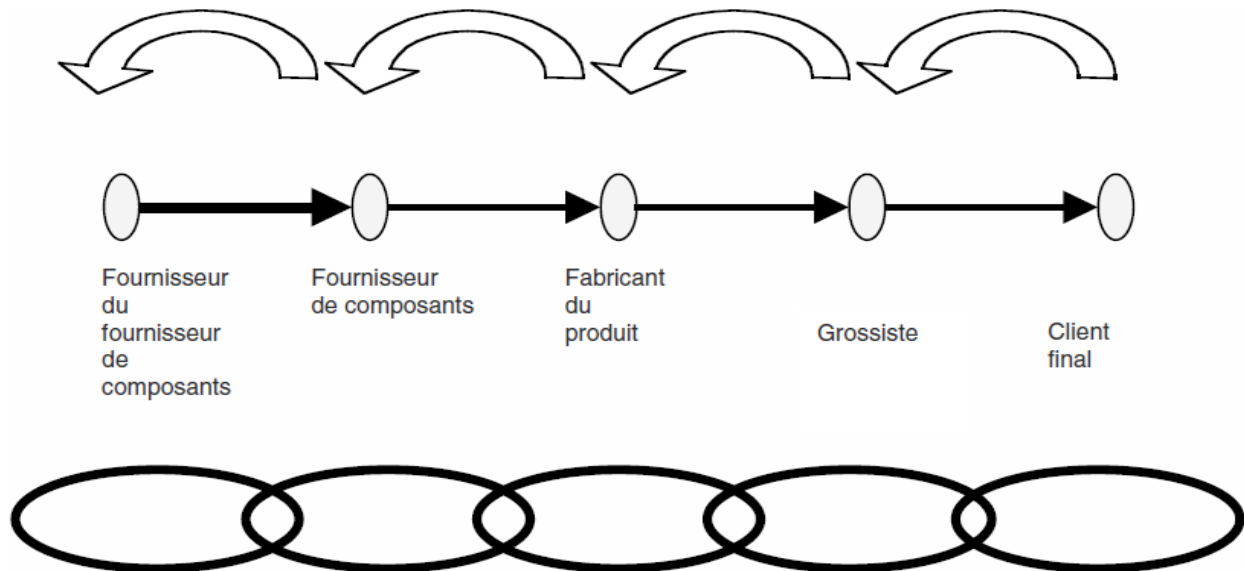 Fournisseur
du
fournisseur
de
composants
Fournisseur
de composants
Fabricant
du
produit
Grossiste
Client
final